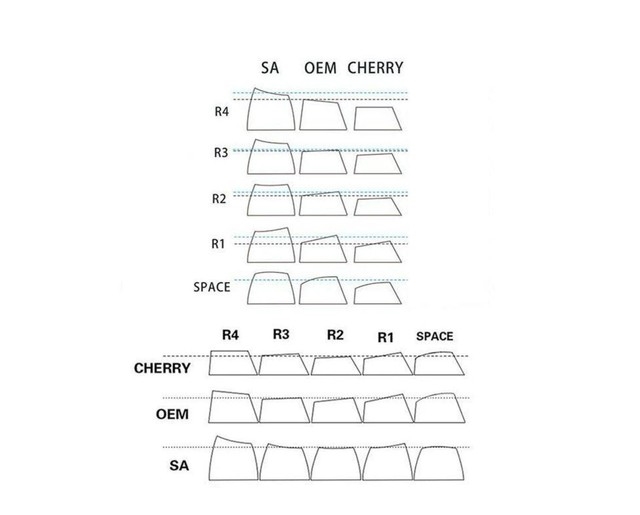 SA OEM CHERRY
R4
R3
R2
R1
SPACE
R4 R3 R2 R1 SPACE
CHERRY
OEM
SA